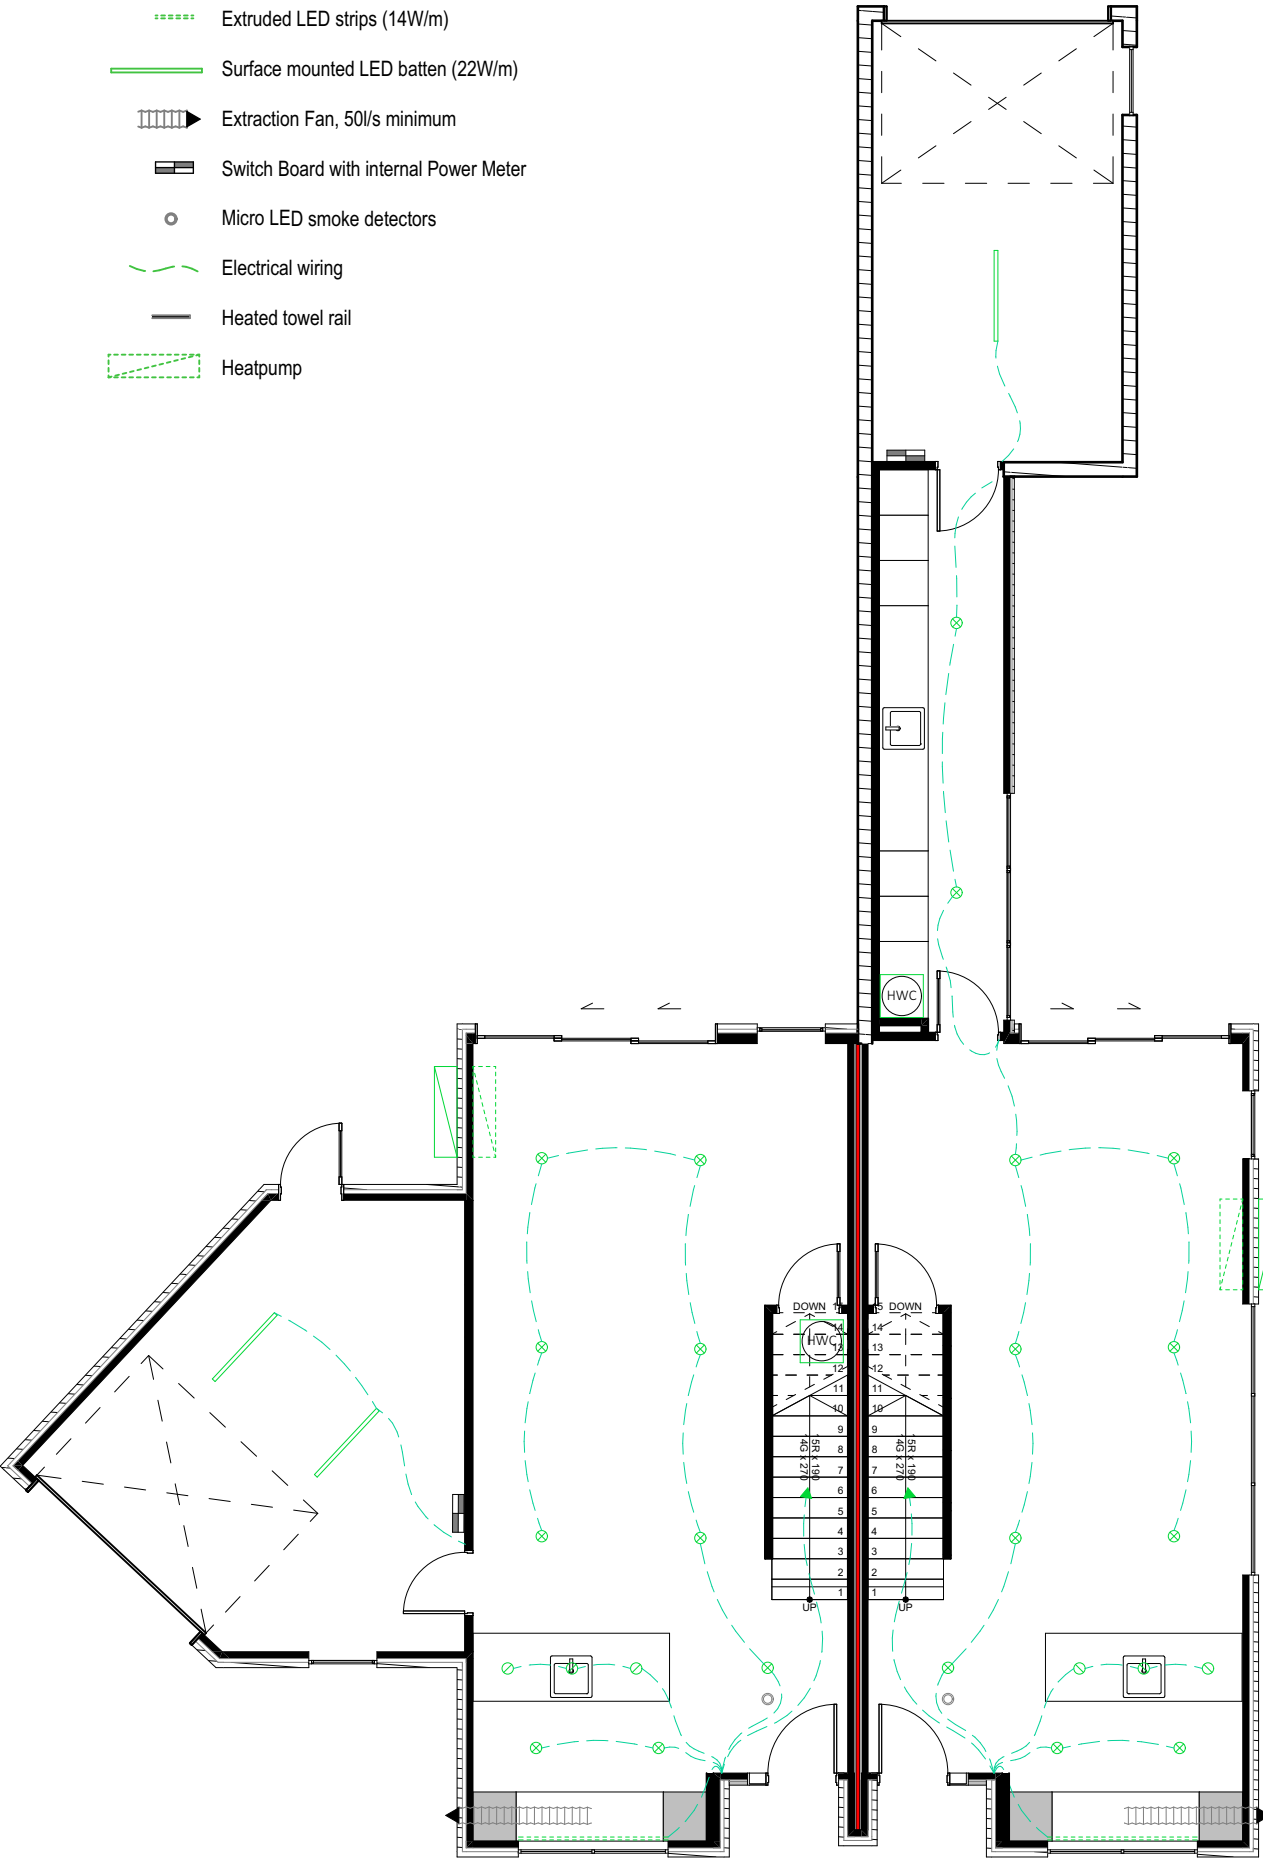 Extruded LED strips (14W/m)
Surface mounted LED batten (22W/m)
Extraction Fan, 50l/s minimum
Switch Board with internal Power Meter
Micro LED smoke detectors
Electrical wiring
Heated towel rail
Heatpump
HWC
DOWN
5 DOWN
14
14
HWC
13
13
12
12
11
11
10
10
9
9
8
8
7
7
6
6
5
5
4
4
3
3
2
2
1
1
5R x 190
4G x 270
5R x 190
4G x 270
UP
UP